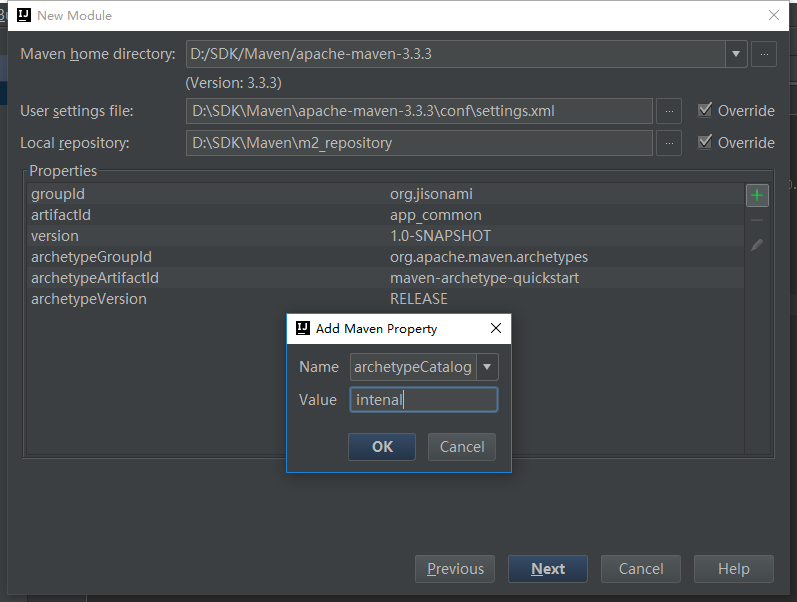 New Module
Maven home directory: D:/SDK/Maven/apache-maven-3.3.3 ...
(Version: 3.3.3)
User settings file: D:\SDK\Maven\apache-maven-3.3.3\conf\settings.xml ... Override
Local repository: D:\SDK\Maven\m2_repository ... Override
Properties
groupId org.jisonami
artifactId app_common
version 1.0-SNAPSHOT
archetypeGroupId org.apache.maven.archetypes
archetypeArtifactId maven-archetype-quickstart
archetypeVersion RELEASE
IJ Add Maven Property
Name archetypeCatalog
Value intenal
OK Cancel
Previous Next Cancel Help